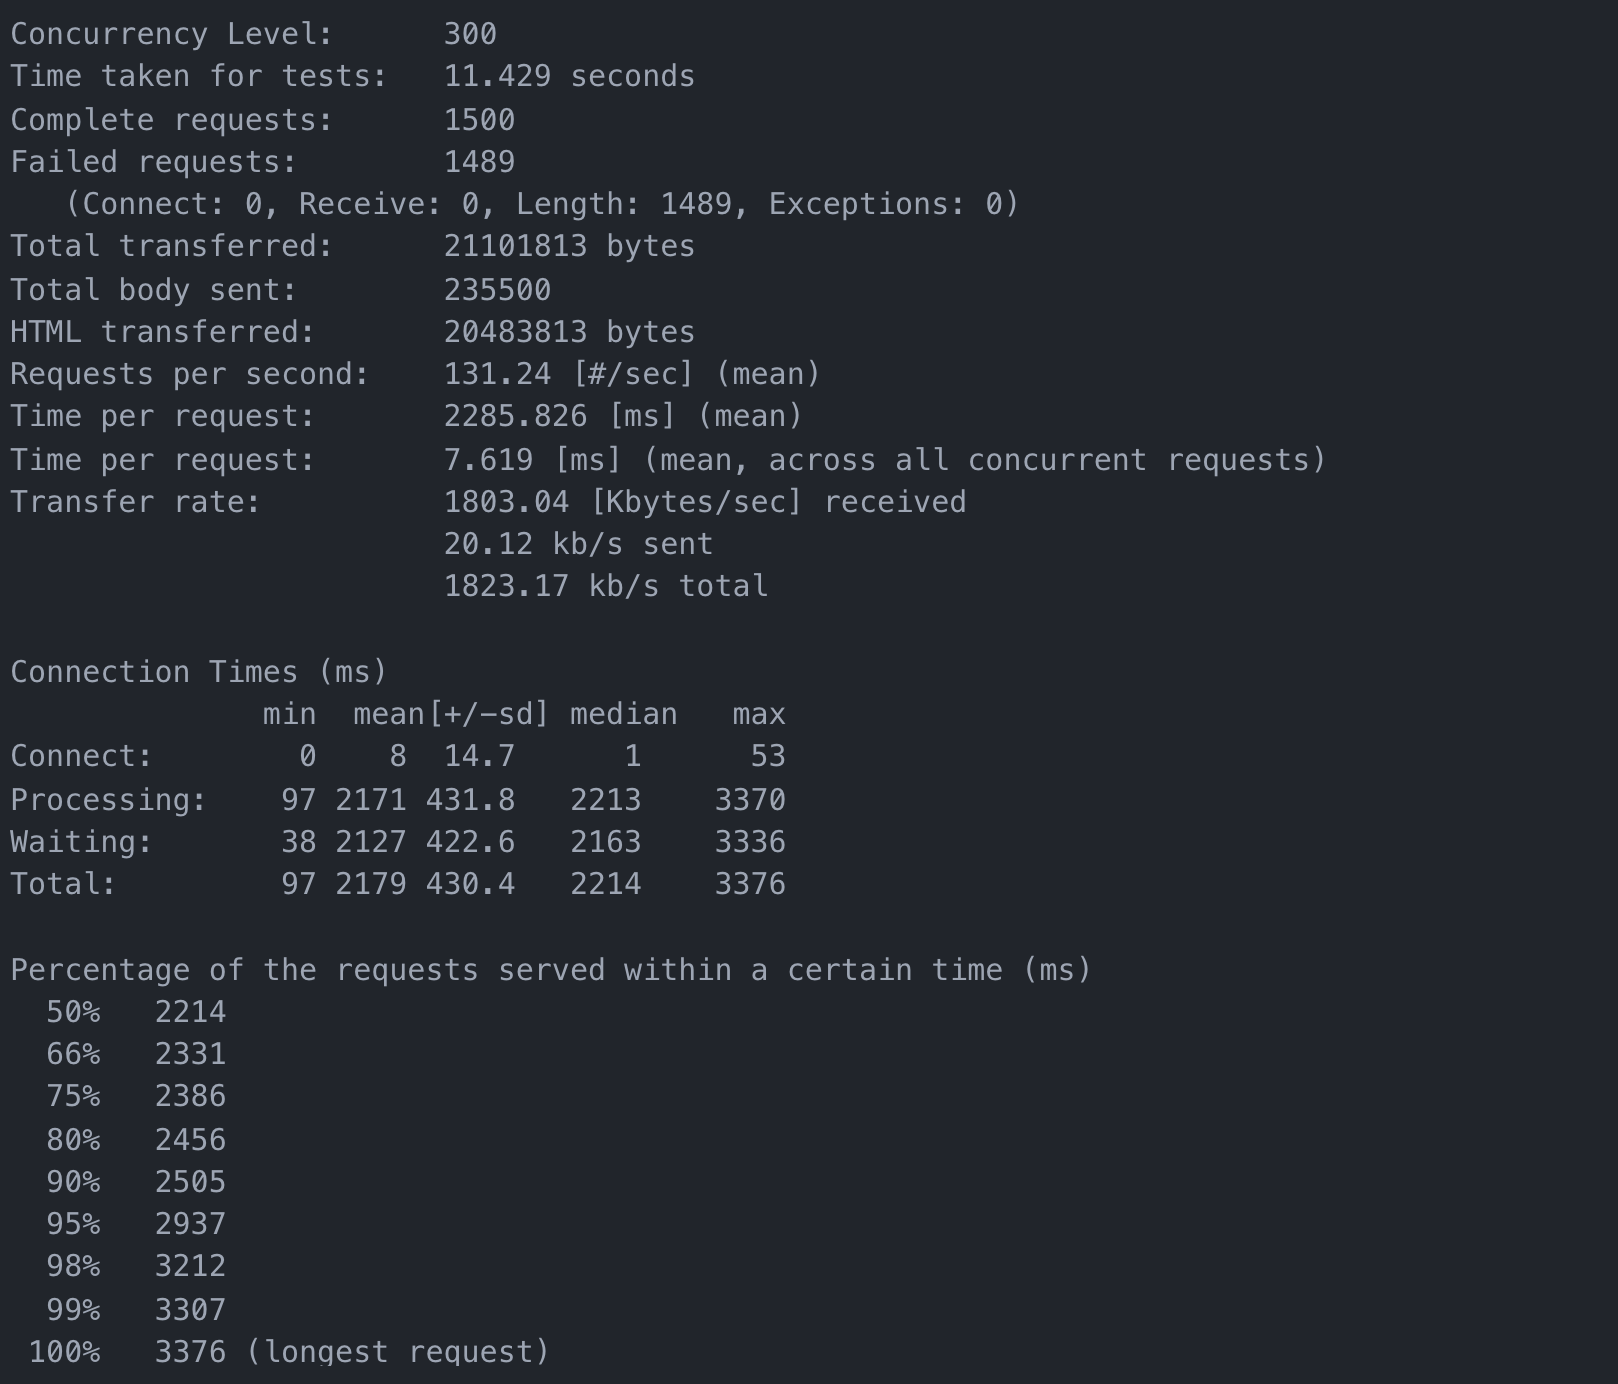 Concurrency Level:      300
Time taken for tests:   11.429 seconds
Complete requests:      1500
Failed requests:        1489
   (Connect: 0, Receive: 0, Length: 1489, Exceptions: 0)
Total transferred:      21101813 bytes
Total body sent:        235500
HTML transferred:       20483813 bytes
Requests per second:    131.24 [#/sec] (mean)
Time per request:       2285.826 [ms] (mean)
Time per request:       7.619 [ms] (mean, across all concurrent requests)
Transfer rate:          1803.04 [Kbytes/sec] received
                        20.12 kb/s sent
                        1823.17 kb/s total

Connection Times (ms)
              min  mean[+/-sd] median   max
Connect:        0    8  14.7      1      53
Processing:    97 2171 431.8   2213    3370
Waiting:       38 2127 422.6   2163    3336
Total:         97 2179 430.4   2214    3376

Percentage of the requests served within a certain time (ms)
  50%   2214
  66%   2331
  75%   2386
  80%   2456
  90%   2505
  95%   2937
  98%   3212
  99%   3307
 100%   3376 (longest request)